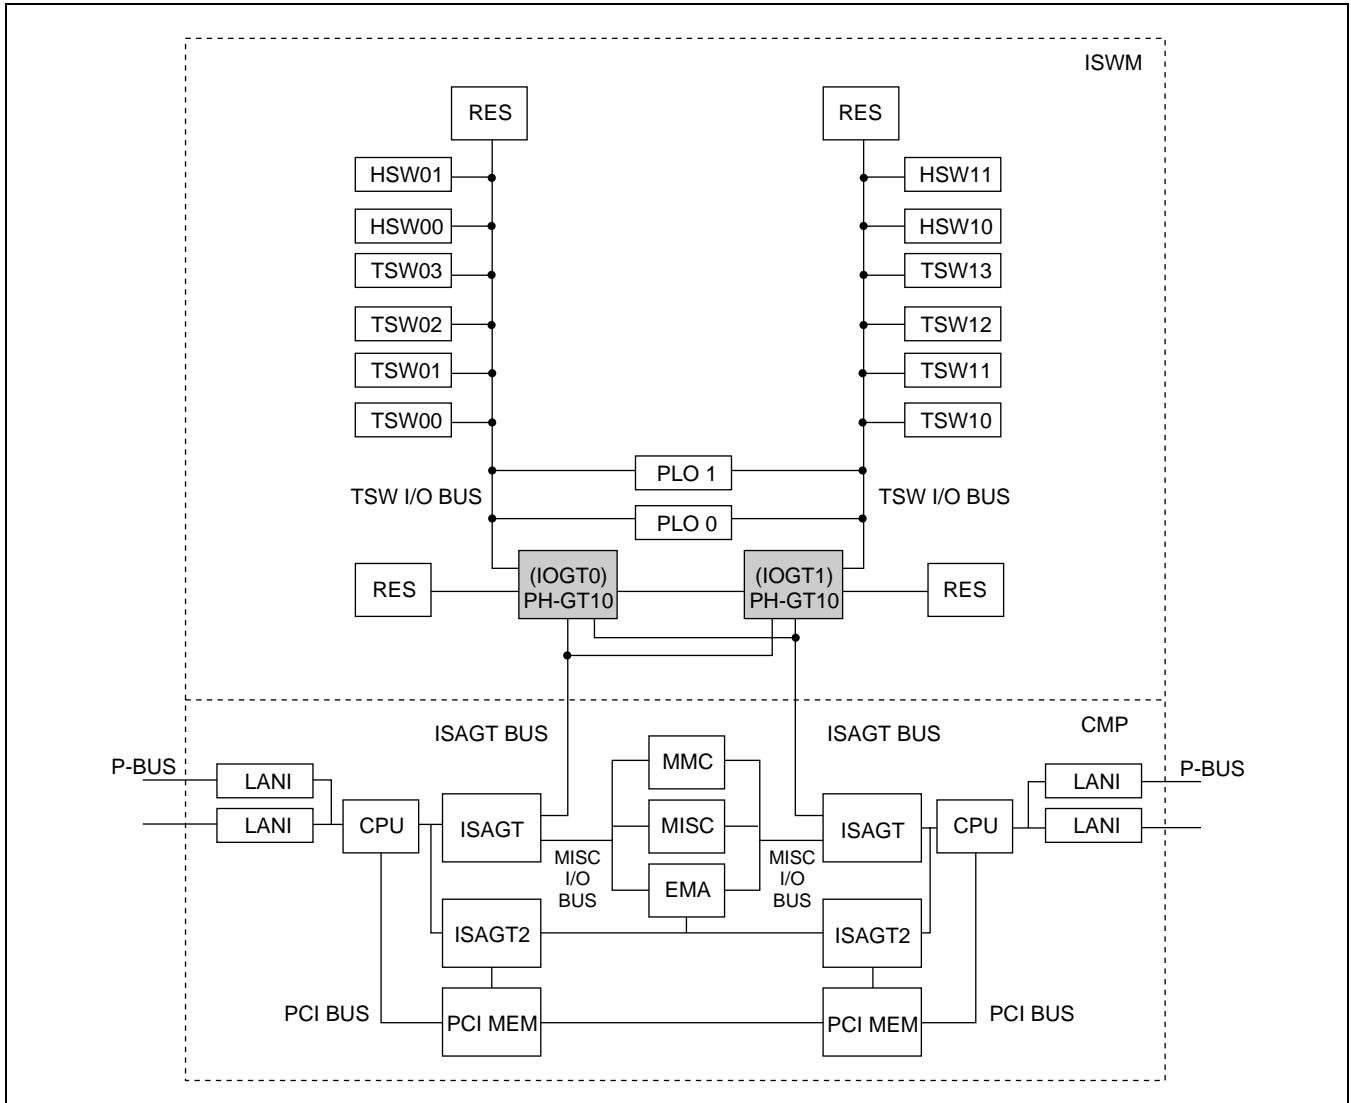 ISWM
RES
RES
HSW01
HSW11
HSW00
HSW10
TSW03
TSW13
TSW02
TSW12
TSW01
TSW11
TSW00
TSW10
PLO 1
TSW I/O BUS
TSW I/O BUS
PLO 0
RES
(IOGT0)
PH-GT10
(IOGT1)
PH-GT10
RES
ISAGT BUS
ISAGT BUS
CMP
P-BUS
LANI
MMC
LANI
P-BUS
LANI
CPU
ISAGT
MISC
ISAGT
CPU
LANI
MISC
I/O
BUS
EMA
MISC
I/O
BUS
ISAGT2
ISAGT2
PCI BUS
PCI MEM
PCI MEM
PCI BUS